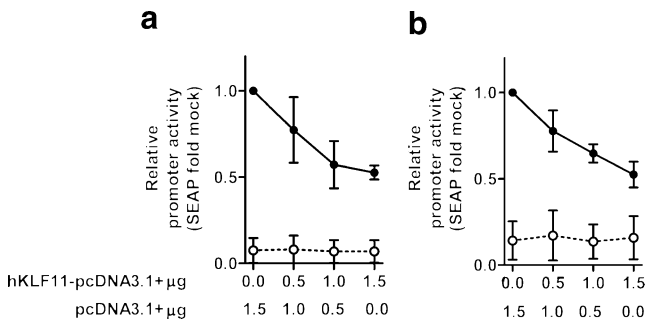 a
b
Relative
promoter activity
(SEAP fold mock)
1.0
0.5
0.0
Relative
promoter activity
(SEAP fold mock)
1.0
0.5
0.0
hKLF11-pcDNA3.1+µg 0.0 0.5 1.0 1.5 0.0 0.5 1.0 1.5
pcDNA3.1+µg 1.5 1.0 0.5 0.0 1.5 1.0 0.5 0.0